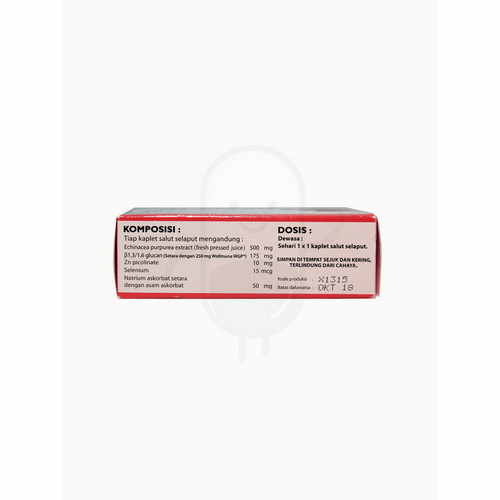 KOMPOSISI :
Tiap kaplet salut selaput mengandung :
Echinacea purpurea extract (fresh pressed juice) 500 mg
β1,3/1,6 glucan (Setara dengan 250 mg Wellmune WGP®) 175 mg
Zn picolinate 10 mg
Selenium 15 mcg
Natrium askorbat setara
dengan asam askorbat 50 mg
DOSIS :
Dewasa :
Sehari 1 x 1 kaplet salut selaput.
SIMPAN DI TEMPAT SEJUK DAN KERING,
TERLINDUNG DARI CAHAYA.
Kode produksi : X1315
Batas daluwarsa : OKT 18